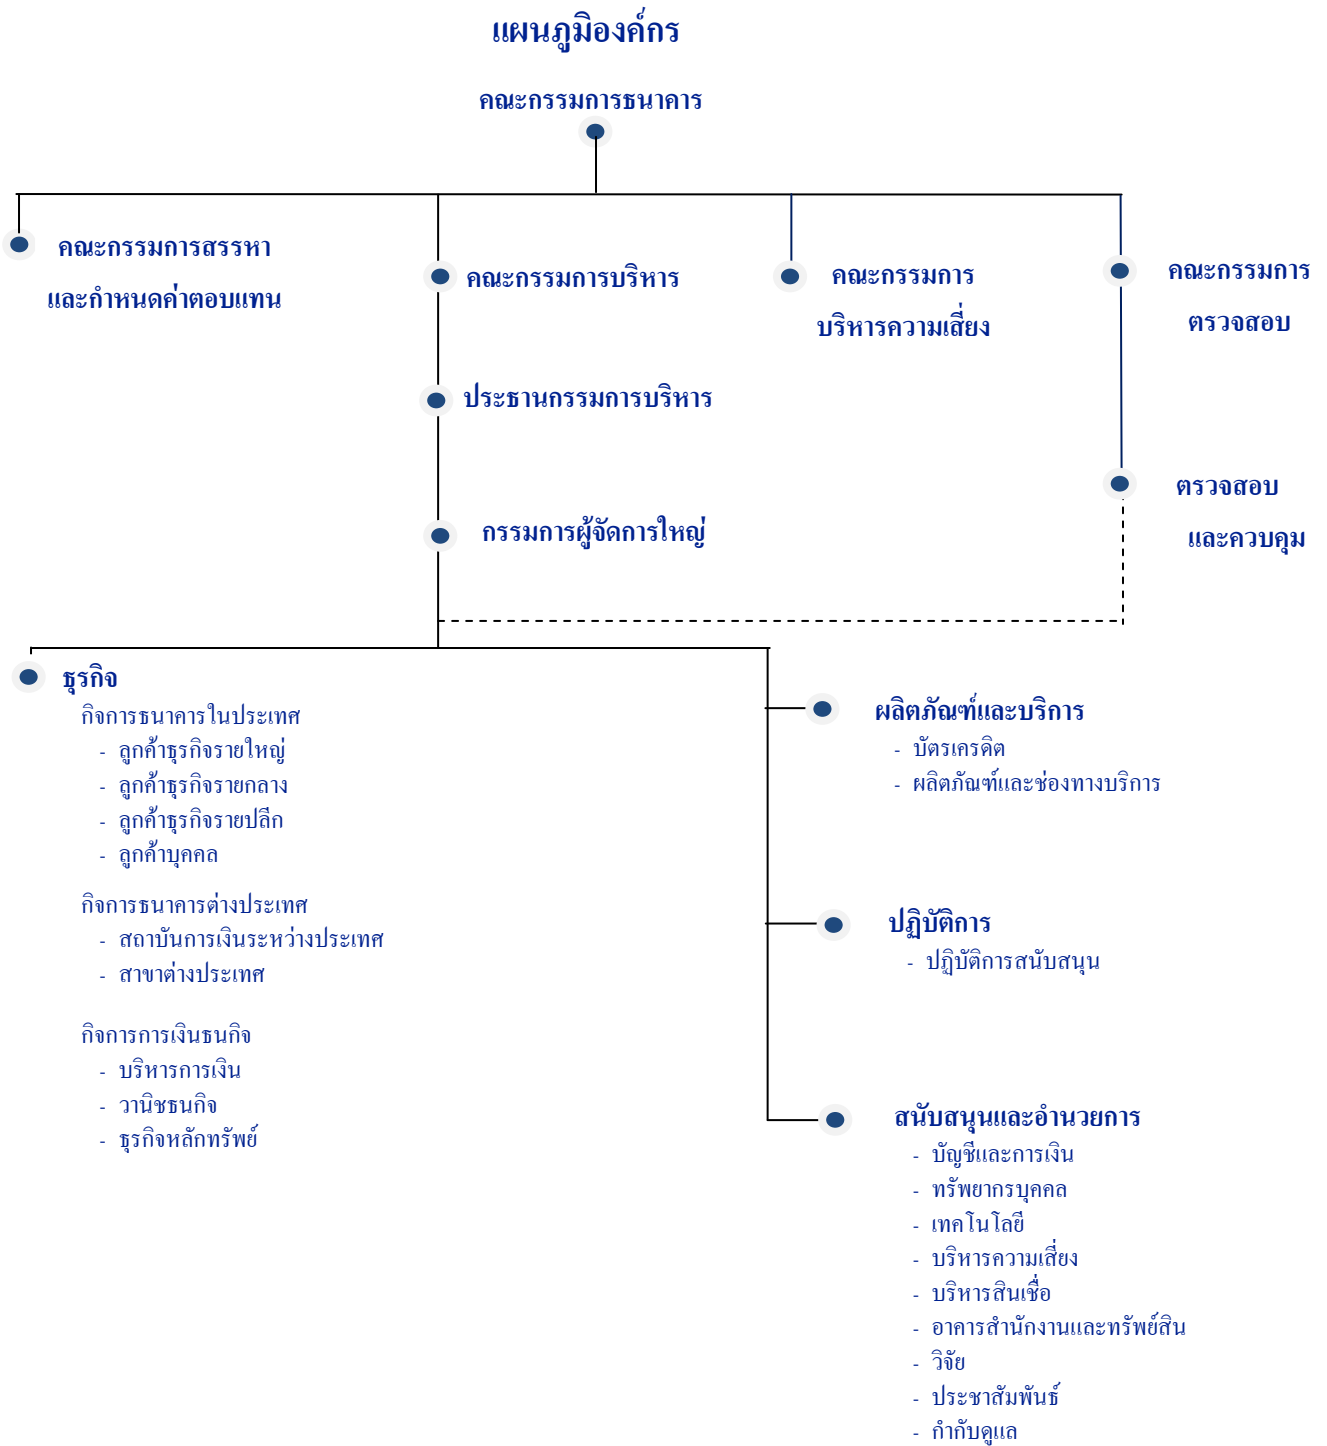 แผนภูมิองค์กร
คณะกรรมการธนาคาร
คณะกรรมการสรรหา
และกำหนดค่าตอบแทน
คณะกรรมการบริหาร
คณะกรรมการ
บริหารความเสี่ยง
คณะกรรมการ
ตรวจสอบ
ประธานกรรมการบริหาร
กรรมการผู้จัดการใหญ่
ตรวจสอบ
และควบคุม
ธุรกิจ
กิจการธนาคารในประเทศ
- ลูกค้าธุรกิจรายใหญ่
- ลูกค้าธุรกิจรายกลาง
- ลูกค้าธุรกิจรายปลีก
- ลูกค้าบุคคล
กิจการธนาคารต่างประเทศ
- สถาบันการเงินระหว่างประเทศ
- สาขาต่างประเทศ
กิจการการเงินธนกิจ
- บริหารการเงิน
- วานิชธนกิจ
- ธุรกิจหลักทรัพย์
ผลิตภัณฑ์และบริการ
- บัตรเครดิต
- ผลิตภัณฑ์และช่องทางบริการ
ปฏิบัติการ
- ปฏิบัติการสนับสนุน
สนับสนุนและอำนวยการ
- บัญชีและการเงิน
- ทรัพยากรบุคคล
- เทคโนโลยี
- บริหารความเสี่ยง
- บริหารสินเชื่อ
- อาคารสำนักงานและทรัพย์สิน
- วิจัย
- ประชาสัมพันธ์
- กำกับดูแล